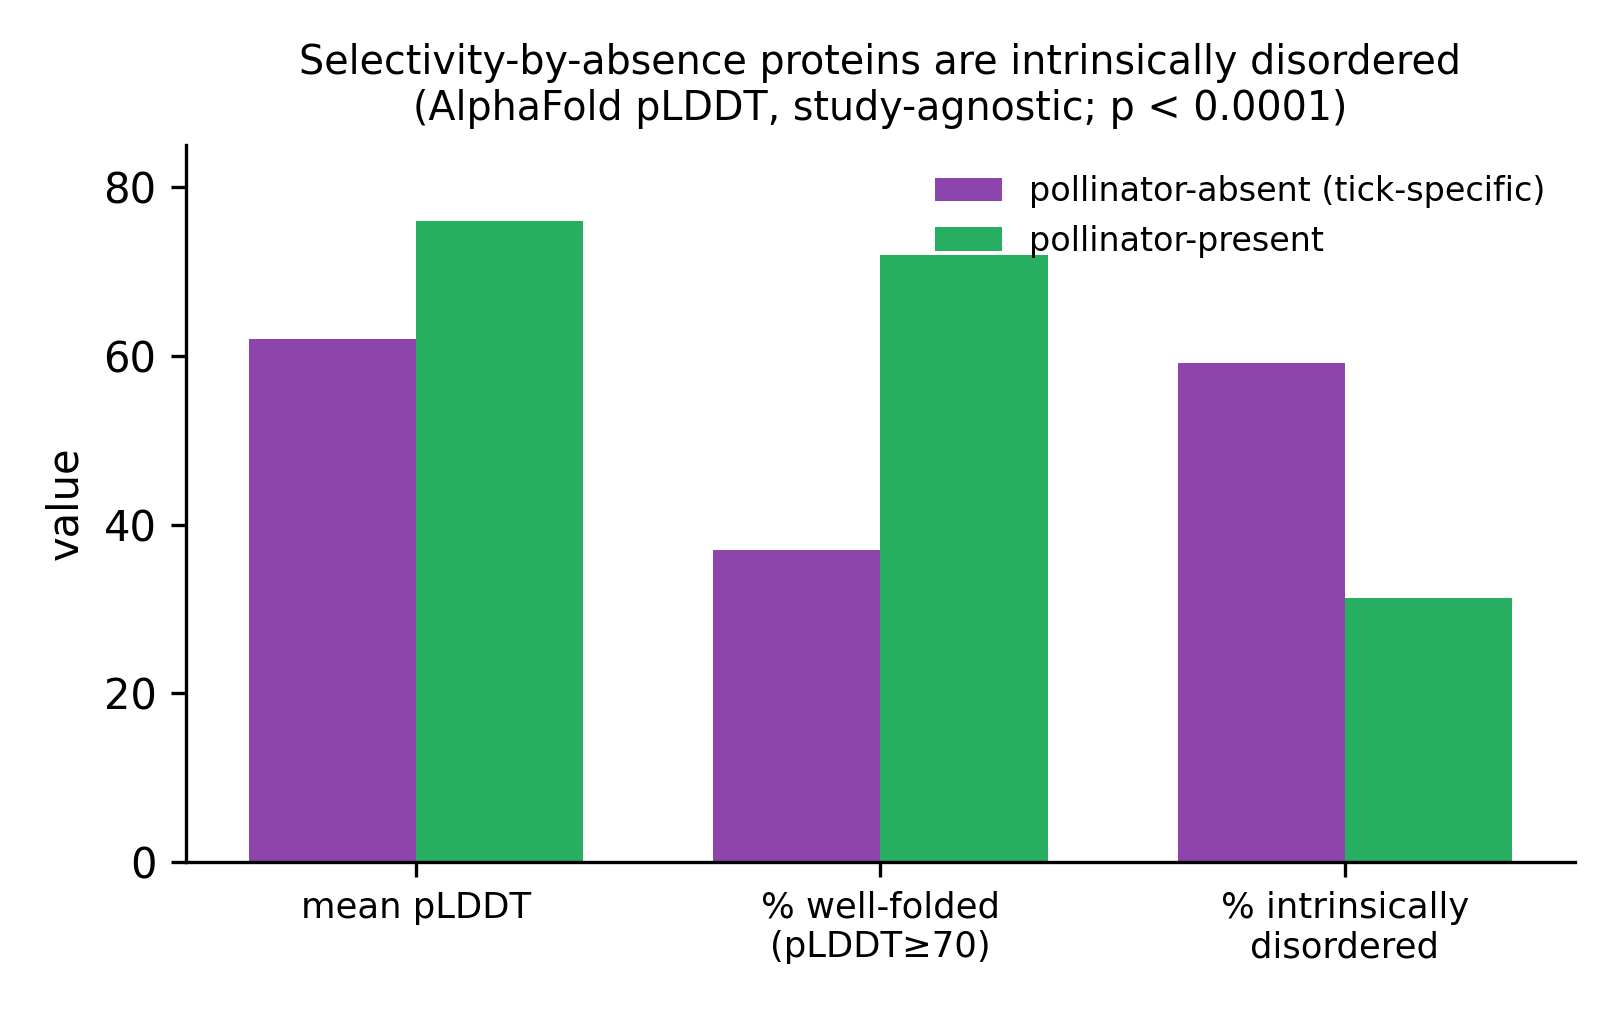 Selectivity-by-absence proteins are intrinsically disordered
(AlphaFold pLDDT, study-agnostic; p < 0.0001)
pollinator-absent (tick-specific)
pollinator-present
value
80
60
40
20
0
mean pLDDT
% well-folded
(pLDDT≥70)
% intrinsically
disordered